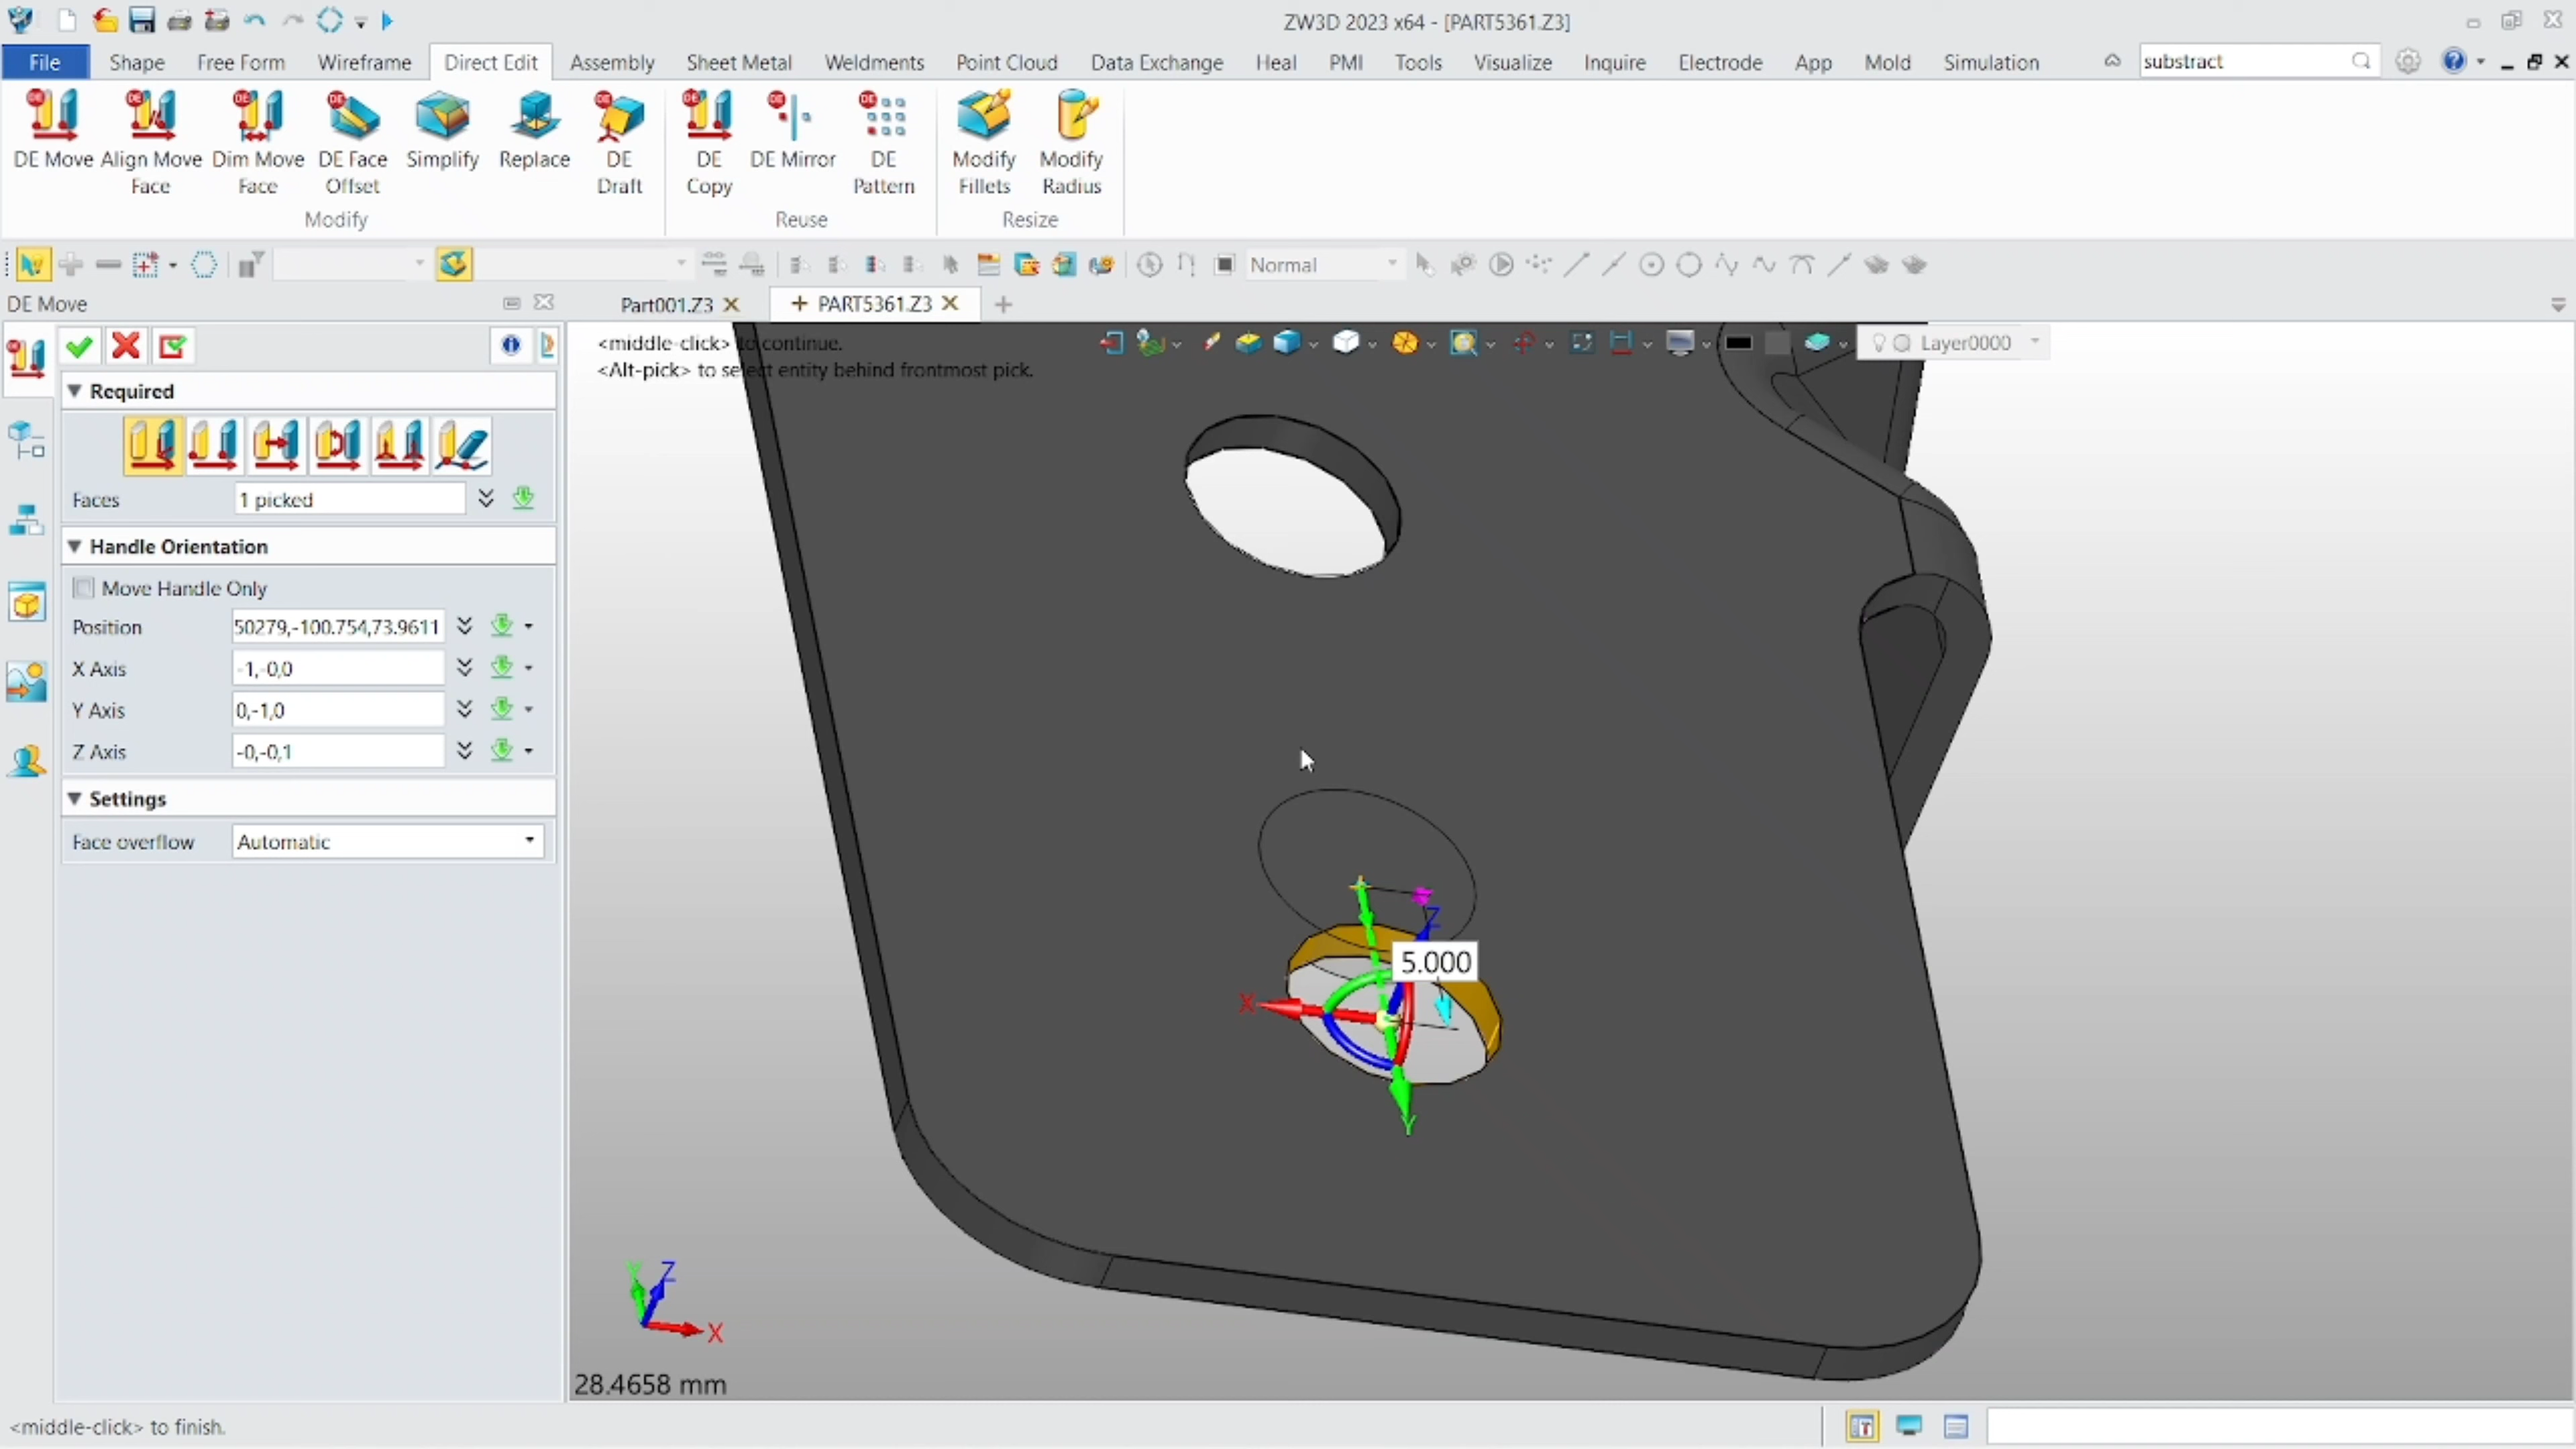 ZW3D 2023 x64 - [PART5361.Z3]
File Shape Free Form Wireframe Direct Edit Assembly Sheet Metal Weldments Point Cloud Data Exchange Heal PMI Tools Visualize Inquire Electrode App Mold Simulation substract
DE Move Align Move Face Dim Move Face DE Face Offset Simplify Replace DE Draft DE Copy DE Mirror DE Pattern Modify Fillets Modify Radius
Modify Reuse Resize
Normal
DE Move
Part001.Z3 PART5361.Z3
<middle-click> to continue.
<Alt-pick> to select entity behind frontmost pick.
Layer0000
Required
Faces 1 picked
Handle Orientation
Move Handle Only
Position 50279,-100.754,73.9611
X Axis -1,-0,0
Y Axis 0,-1,0
Z Axis -0,-0,1
Settings
Face overflow Automatic
Z
5.000
X
Y
Y Z
X
28.4658 mm
<middle-click> to finish.